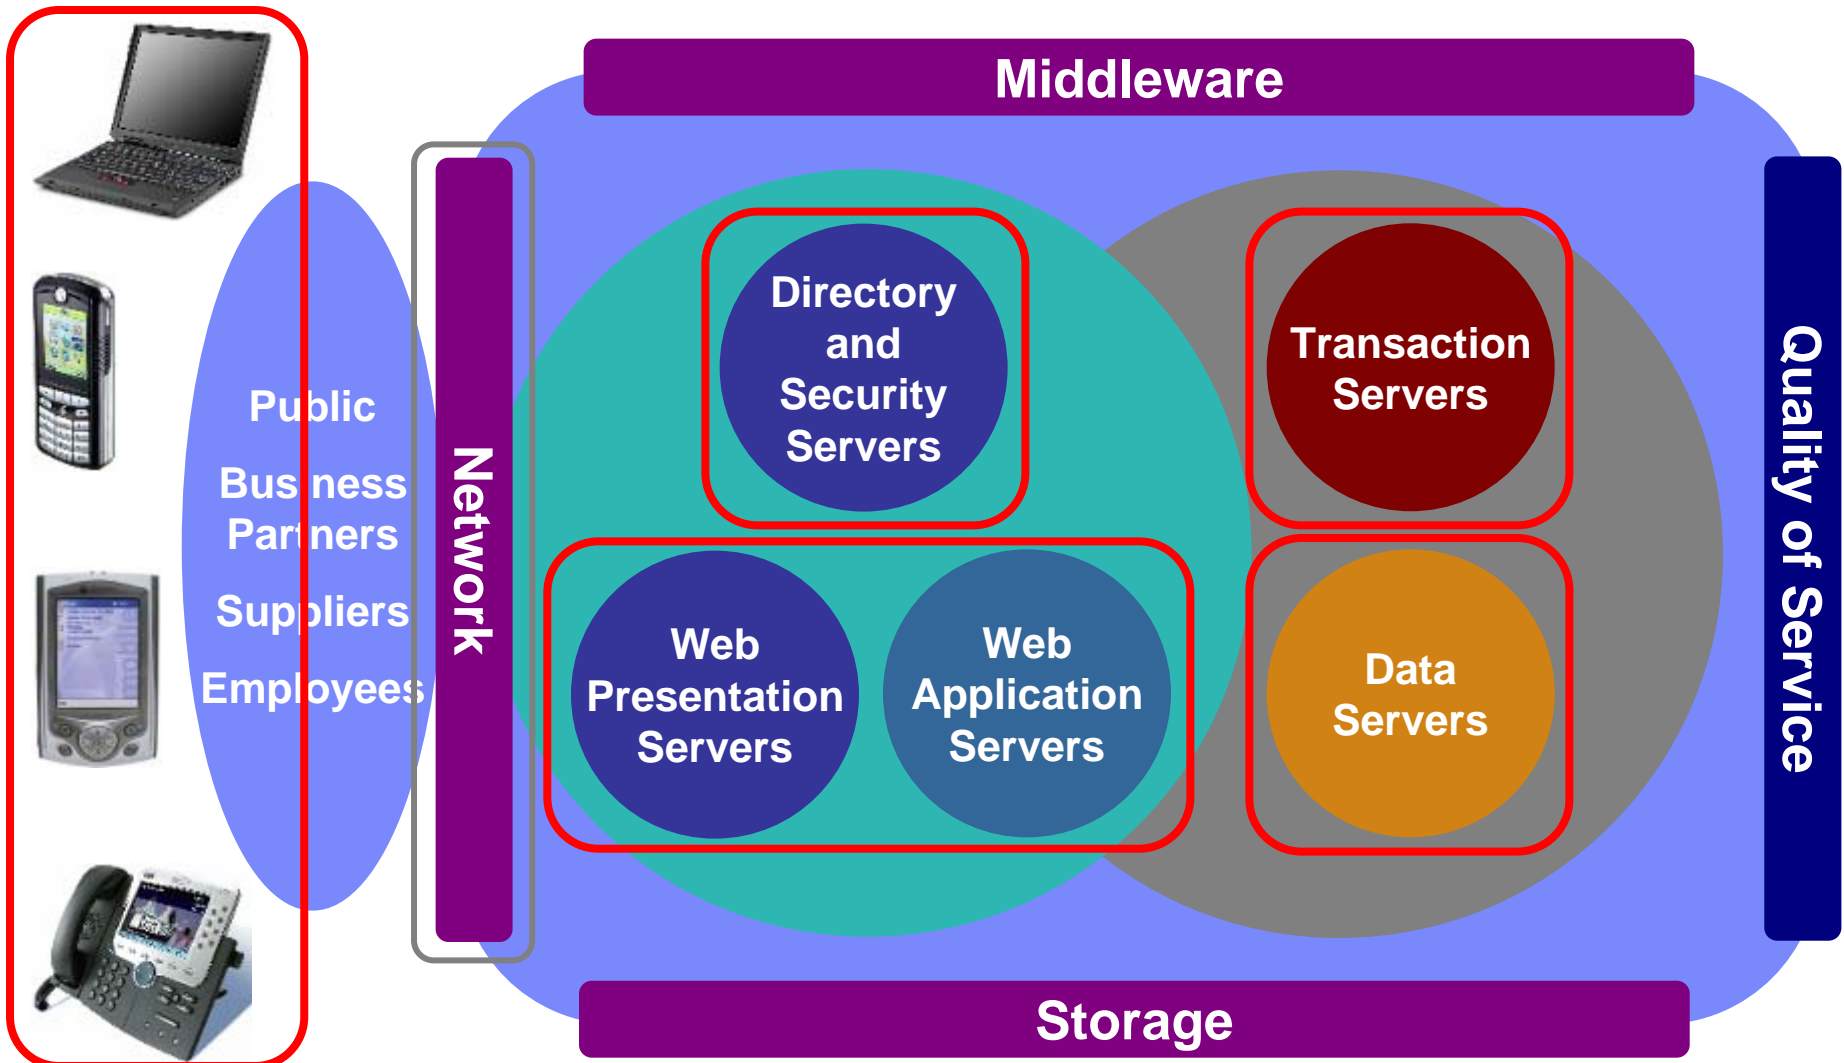 Middleware
Public
Business
Partners
Suppliers
Employees
Network
Directory
and
Security
Servers
Transaction
Servers
Web
Presentation
Servers
Web
Application
Servers
Data
Servers
Quality of Service
Storage